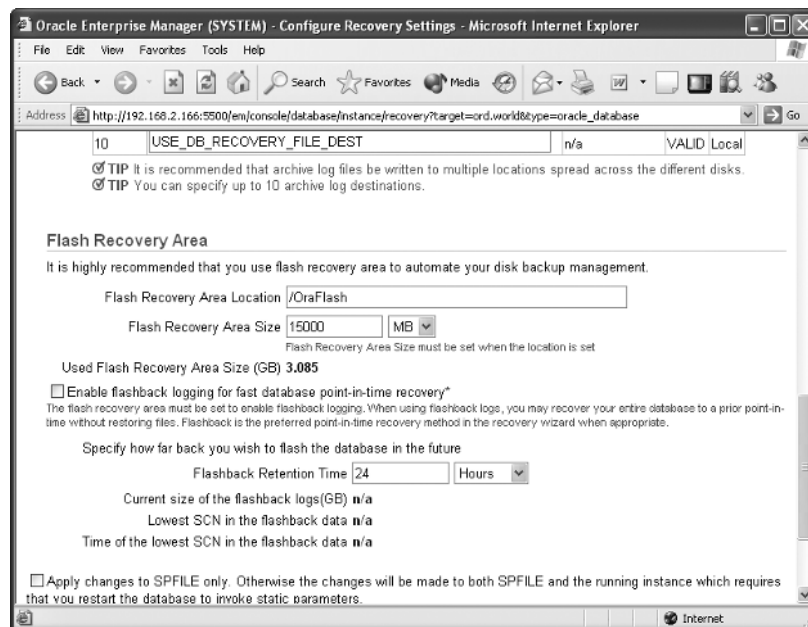 Oracle Enterprise Manager (SYSTEM) - Configure Recovery Settings - Microsoft Internet Explorer
File Edit View Favorites Tools Help
Back Search Favorites Media W
Address http://192.168.2.166:5500/em/console/database/instance/recovery?target=ord.world&type=oracle_database Go
10 USE_DB_RECOVERY_FILE_DEST n/a VALID Local
TIP It is recommended that archive log files be written to multiple locations spread across the different disks.
TIP You can specify up to 10 archive log destinations.
Flash Recovery Area
It is highly recommended that you use flash recovery area to automate your disk backup management.
Flash Recovery Area Location /OraFlash
Flash Recovery Area Size 15000 MB
Flash Recovery Area Size must be set when the location is set
Used Flash Recovery Area Size (GB) 3.085
Enable flashback logging for fast database point-in-time recovery*
The flash recovery area must be set to enable flashback logging. When using flashback logs, you may recover your entire database to a prior point-in-
time without restoring files. Flashback is the preferred point-in-time recovery method in the recovery wizard when appropriate.
Specify how far back you wish to flash the database in the future
Flashback Retention Time 24 Hours
Current size of the flashback logs(GB) n/a
Lowest SCN in the flashback data n/a
Time of the lowest SCN in the flashback data n/a
Apply changes to SPFILE only. Otherwise the changes will be made to both SPFILE and the running instance which requires
that you restart the database to invoke static parameters.
Internet